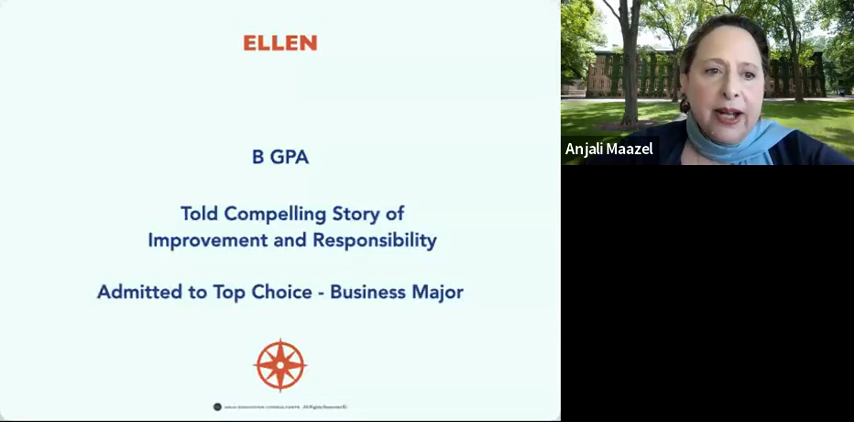 ELLEN
Anjali Maazel
B GPA
Told Compelling Story of
Improvement and Responsibility
Admitted to Top Choice - Business Major